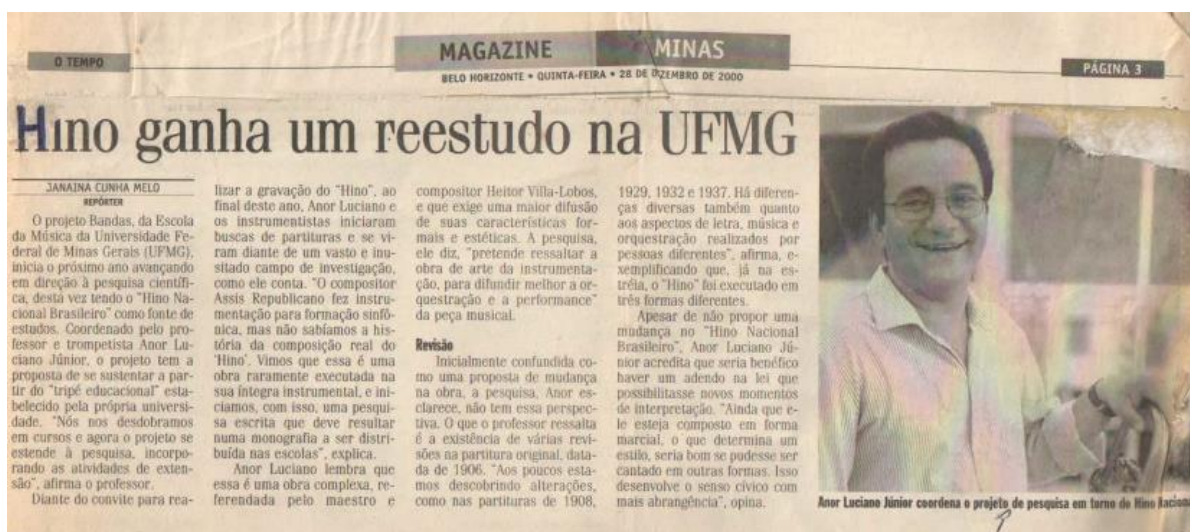 O TEMPO
MAGAZINE MINAS
BELO HORIZONTE • QUINTA-FEIRA • 28 DE DEZEMBRO DE 2000
PÁGINA 3
Hino ganha um reestudo na UFMG
JANAINA CUNHA MELO
REPÓRTER
O projeto Bandas, da Escola
da Música da Universidade Fe-
deral de Minas Gerais (UFMG),
inicia o próximo ano avançando
em direção à pesquisa científi-
ca, desta vez tendo o "Hino Na-
cional Brasileiro" como fonte de
estudos. Coordenado pelo pro-
fessor e trompetista Anor Lu-
ciano Júnior, o projeto tem a
proposta de se sustentar a par-
tir do "tripé educacional" esta-
belecido pela própria universi-
dade. "Nós nos desdobramos
em cursos e agora o projeto se
estende à pesquisa, incorpo-
rando as atividades de exten-
são", afirma o professor.
Diante do convite para rea-
lizar a gravação do "Hino", ao
final deste ano, Anor Luciano e
os instrumentistas iniciaram
buscas de partituras e se vi-
ram diante de um vasto e inu-
sitado campo de investigação,
como ele conta. "O compositor
Assis Republicano fez instru-
mentação para formação sinfô-
nica, mas não sabíamos a his-
tória da composição real do
'Hino'. Vimos que essa é uma
obra raramente executada na
sua íntegra instrumental, e ini-
ciamos, com isso, uma pesqui-
sa escrita que deve resultar
numa monografia a ser distri-
buída nas escolas", explica.
Anor Luciano lembra que
essa é uma obra complexa, re-
ferendada pelo maestro e
compositor Heitor Villa-Lobos,
e que exige uma maior difusão
de suas características for-
mais e estéticas. A pesquisa,
ele diz, "pretende ressaltar a
obra de arte da instrumenta-
ção, para difundir melhor a or-
questração e a performance"
da peça musical.
Revisão
Inicialmente confundida co-
mo uma proposta de mudança
na obra, a pesquisa, Anor es-
clarece, não tem essa perspec-
tiva. O que o professor ressalta
é a existência de várias revi-
sões na partitura original, data-
da de 1906. "Aos poucos esta-
mos descobrindo alterações,
como nas partituras de 1908,
1929, 1932 e 1937. Há diferen-
ças diversas também quanto
aos aspectos de letra, música e
orquestração realizados por
pessoas diferentes", afirma, e-
xemplificando que, já na es-
tréia, o "Hino" foi executado em
três formas diferentes.
Apesar de não propor uma
mudança no "Hino Nacional
Brasileiro", Anor Luciano Jú-
nior acredita que seria benéfico
haver um adendo na lei que
possibilitasse novos momentos
de interpretação. "Ainda que e-
le esteja composto em forma
marcial, o que determina um
estilo, seria bom se pudesse ser
cantado em outras formas. Isso
desenvolve o senso cívico com
mais abrangência", opina.
Anor Luciano Júnior coordena o projeto de pesquisa em torno do Hino Naciona